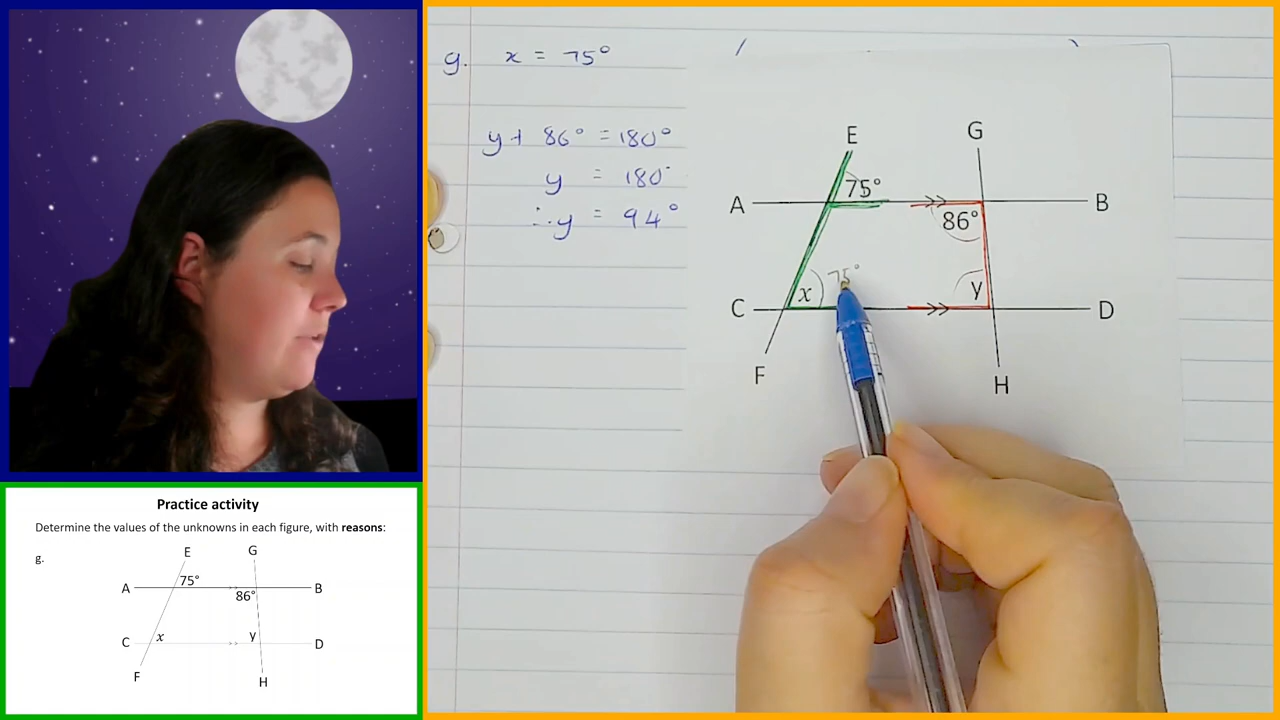 g. x = 75°
y + 86° = 180°
y = 180°
∴ y = 94°
E
G
75°
A
B
86°
75°
x
y
C
D
F
H
Practice activity
Determine the values of the unknowns in each figure, with reasons:
g.
E
G
75°
A
B
86°
x
y
C
D
F
H